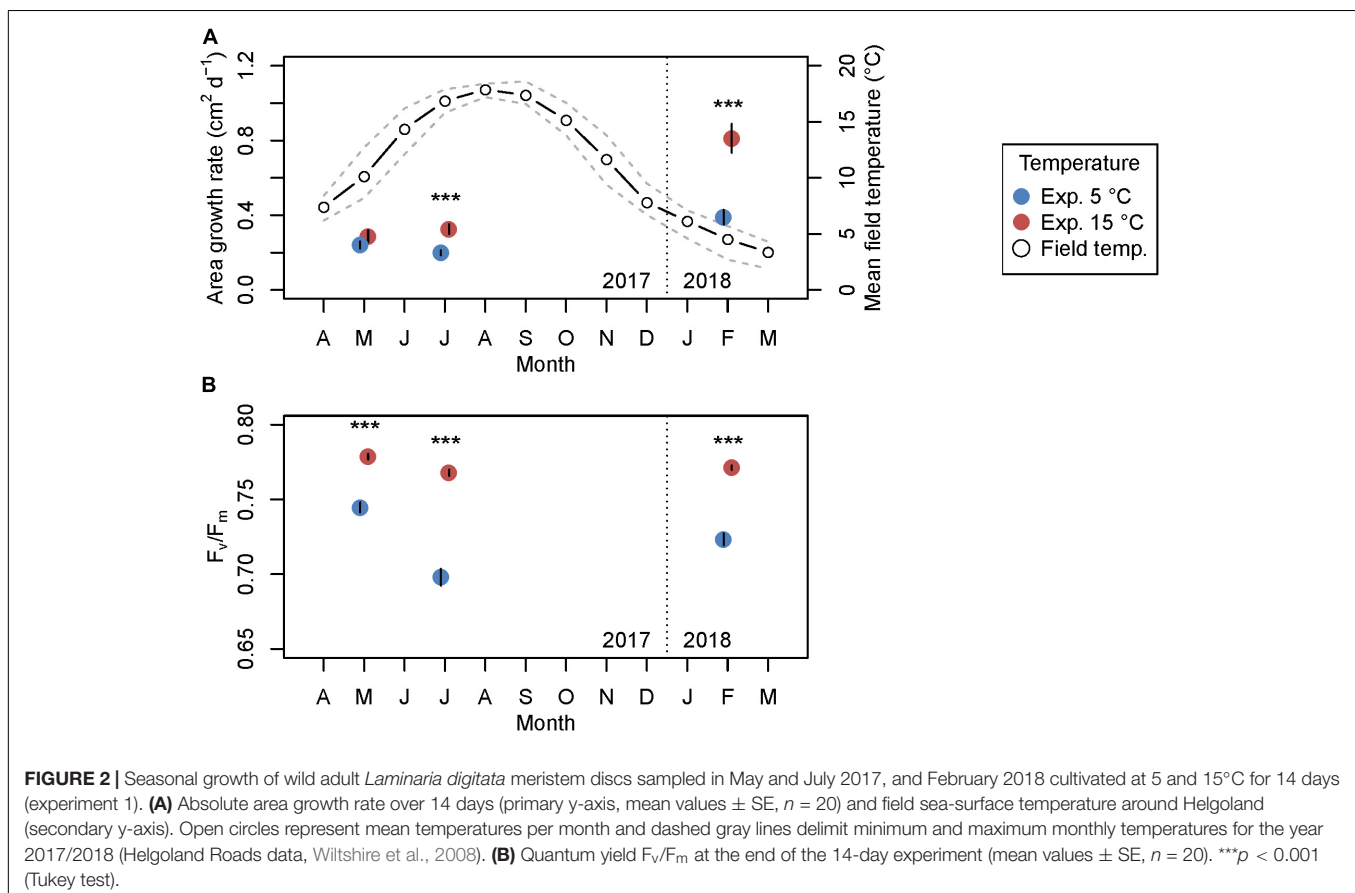 A
Area growth rate (cm² d⁻¹)
1.2
0.8
0.4
0.0
***
***
2017
2018
20
15
10
5
0
Mean field temperature (°C)
A M J J A S O N D J F M
Month
Temperature
Exp. 5 °C
Exp. 15 °C
Field temp.
B
Fv/Fm
0.80
0.75
0.70
0.65
***
***
***
2017
2018
A M J J A S O N D J F M
Month
FIGURE 2 | Seasonal growth of wild adult Laminaria digitata meristem discs sampled in May and July 2017, and February 2018 cultivated at 5 and 15°C for 14 days
(experiment 1). (A) Absolute area growth rate over 14 days (primary y-axis, mean values ± SE, n = 20) and field sea-surface temperature around Helgoland
(secondary y-axis). Open circles represent mean temperatures per month and dashed gray lines delimit minimum and maximum monthly temperatures for the year
2017/2018 (Helgoland Roads data, Wiltshire et al., 2008). (B) Quantum yield Fv/Fm at the end of the 14-day experiment (mean values ± SE, n = 20). ***p < 0.001
(Tukey test).